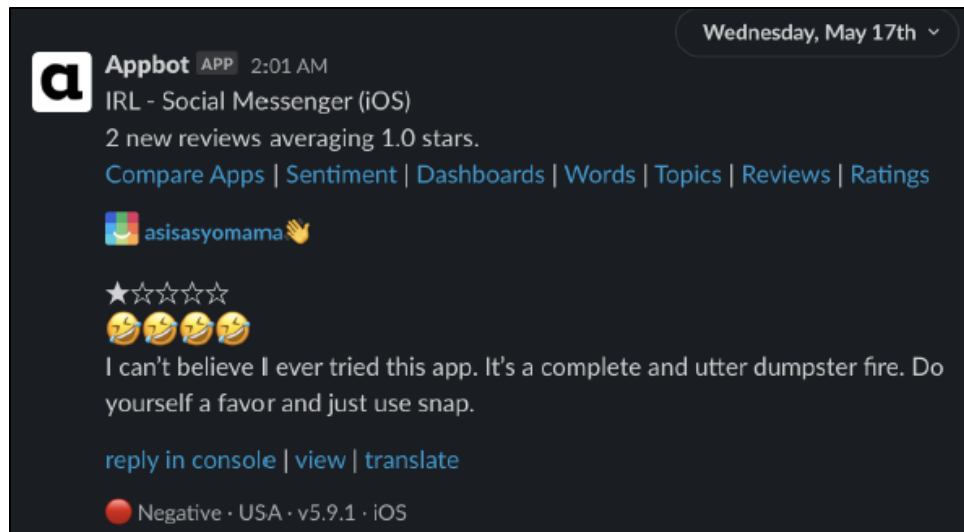 Wednesday, May 17th
a
Appbot APP 2:01 AM
IRL - Social Messenger (iOS)
2 new reviews averaging 1.0 stars.
Compare Apps | Sentiment | Dashboards | Words | Topics | Reviews | Ratings
asisasyomama👋
★☆☆☆☆
🤣🤣🤣🤣
I can’t believe I ever tried this app. It’s a complete and utter dumpster fire. Do
yourself a favor and just use snap.
reply in console | view | translate
🔴 Negative · USA · v5.9.1 · iOS